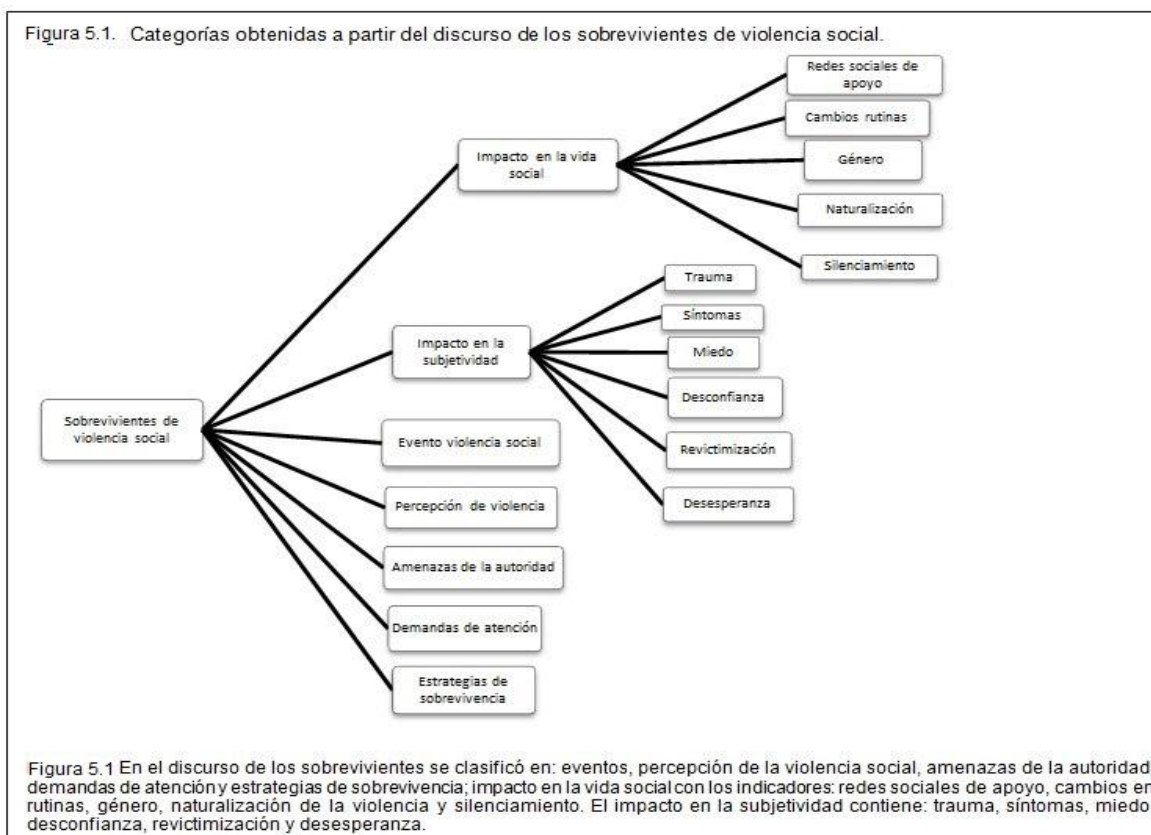 Figura 5.1. Categorías obtenidas a partir del discurso de los sobrevivientes de violencia social.
Redes sociales de
apoyo
Cambios rutinas
Impacto en la vida
social
Género
Naturalización
Silenciamiento
Trauma
Síntomas
Impacto en la
subjetividad
Miedo
Desconfianza
Sobrevivientes de
violencia social
Evento violencia social
Revictimización
Percepción de violencia
Desesperanza
Amenazas de la autoridad
Demandas de atención
Estrategias de
sobrevivencia
Figura 5.1 En el discurso de los sobrevivientes se clasificó en: eventos, percepción de la violencia social, amenazas de la autoridad
demandas de atención y estrategias de sobrevivencia; impacto en la vida social con los indicadores: redes sociales de apoyo, cambios en
rutinas, género, naturalización de la violencia y silenciamiento. El impacto en la subjetividad contiene: trauma, síntomas, miedo
desconfianza, revictimización y desesperanza.